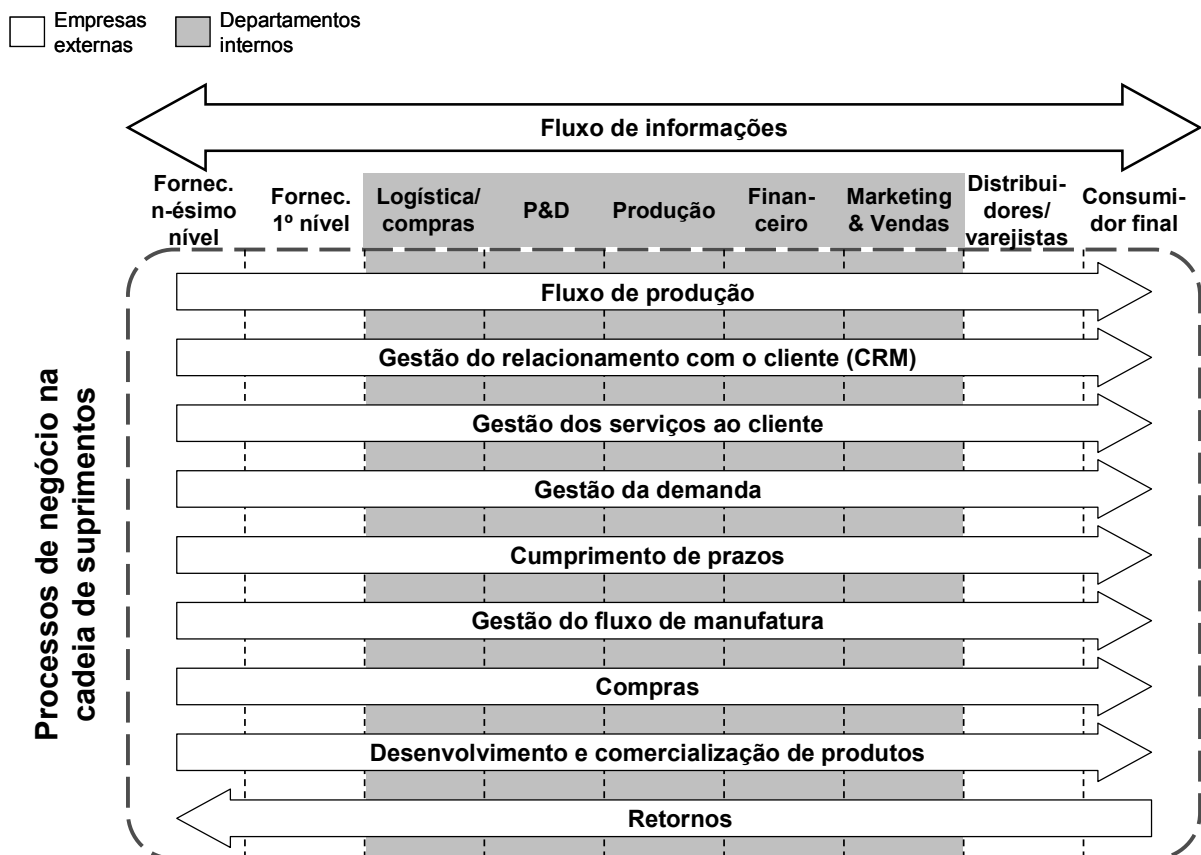 Empresas
externas
Departamentos
internos
Fluxo de informações
Fornec.
n-ésimo
nível
Fornec.
1º nível
Logística/
compras
P&D
Produção
Finan-
ceiro
Marketing
& Vendas
Distribui-
dores/
varejistas
Consumi-
dor final
Processos de negócio na
cadeia de suprimentos
Fluxo de produção
Gestão do relacionamento com o cliente (CRM)
Gestão dos serviços ao cliente
Gestão da demanda
Cumprimento de prazos
Gestão do fluxo de manufatura
Compras
Desenvolvimento e comercialização de produtos
Retornos